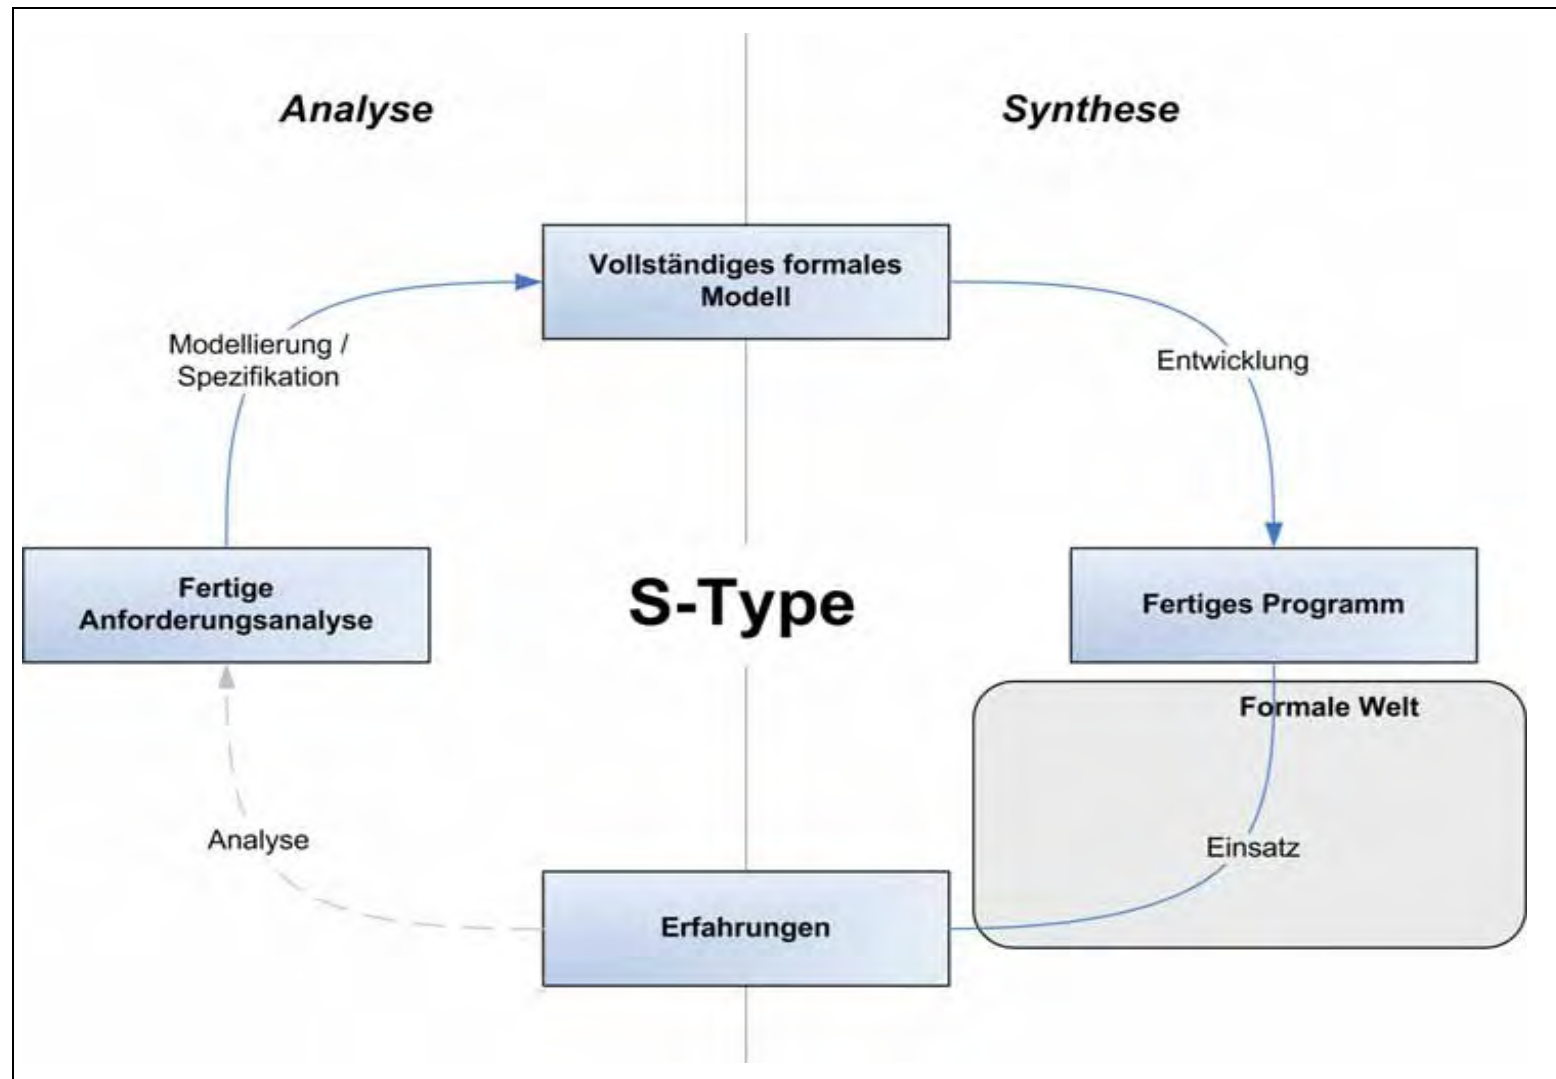 Analyse
Synthese
Vollständiges formales
Modell
Modellierung /
Spezifikation
Entwicklung
Fertige
Anforderungsanalyse
S-Type
Fertiges Programm
Formale Welt
Analyse
Einsatz
Erfahrungen